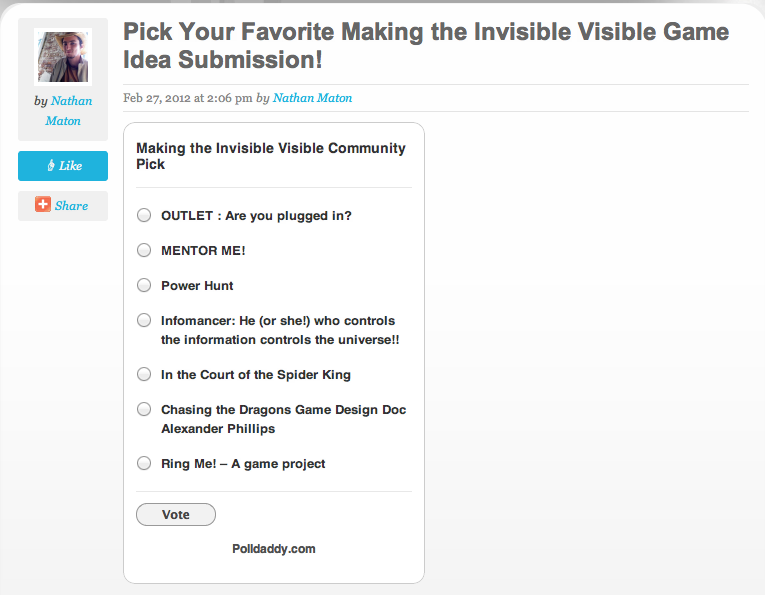 Pick Your Favorite Making the Invisible Visible Game
Idea Submission!
by Nathan
Maton
Like
Share
Feb 27, 2012 at 2:06 pm by Nathan Maton
Making the Invisible Visible Community
Pick
OUTLET : Are you plugged in?
MENTOR ME!
Power Hunt
Infomancer: He (or she!) who controls
the information controls the universe!!
In the Court of the Spider King
Chasing the Dragons Game Design Doc
Alexander Phillips
Ring Me! – A game project
Vote
Polldaddy.com